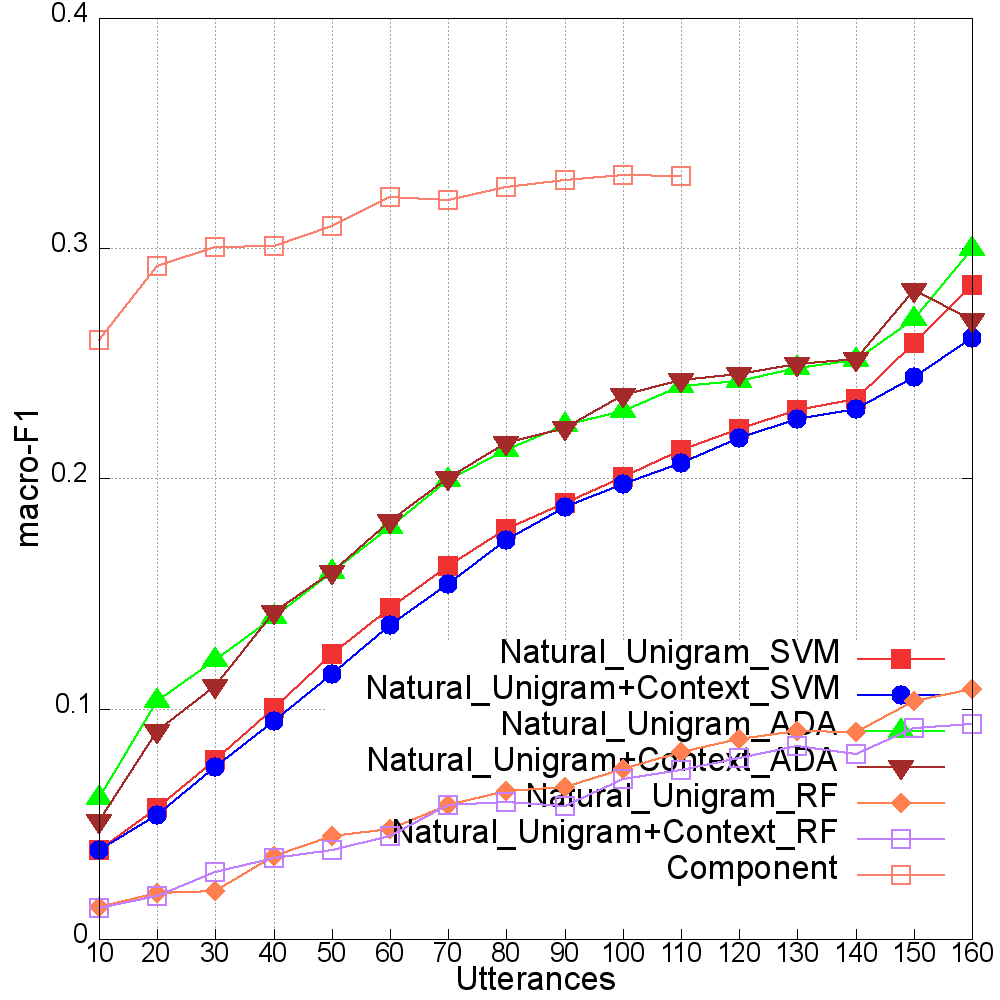 0.4
0.3
0.2
0.1
0
macro-F1
Natural_Unigram_SVM
Natural_Unigram+Context_SVM
Natural_Unigram_ADA
Natural_Unigram+Context_ADA
Natural_Unigram_RF
Natural_Unigram+Context_RF
Component
10 20 30 40 50 60 70 80 90 100 110 120 130 140 150 160
Utterances